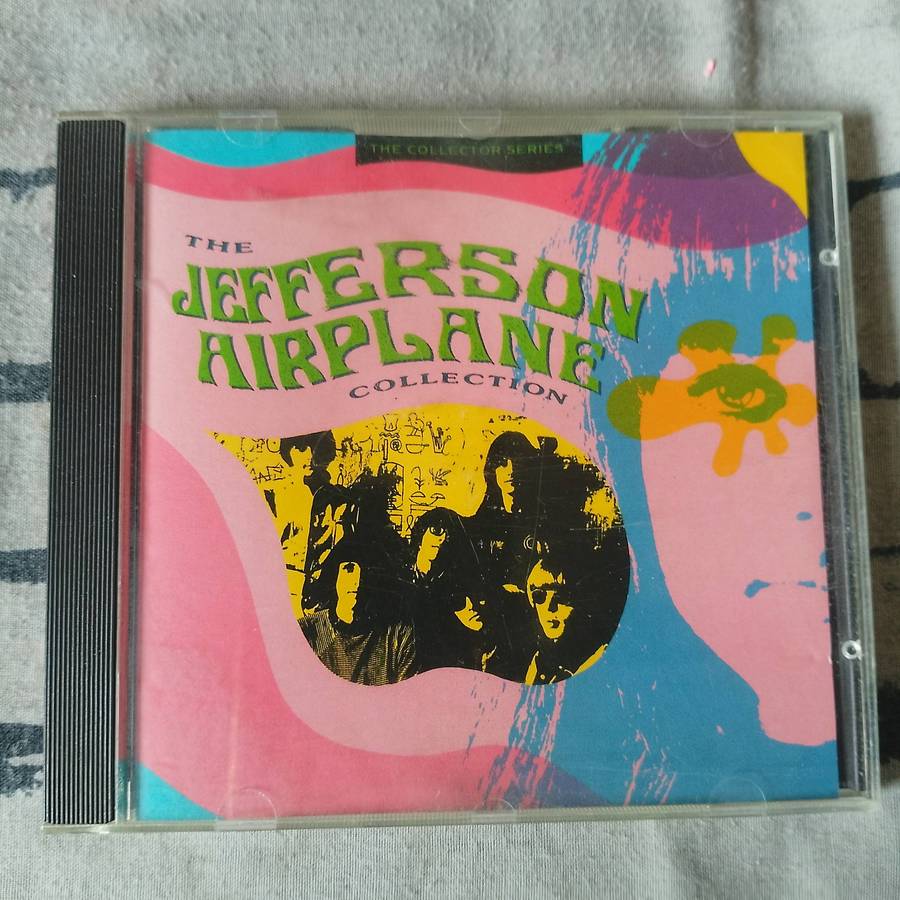 THE COLLECTOR SERIES
THE
JEFFERSON
AIRPLANE
COLLECTION